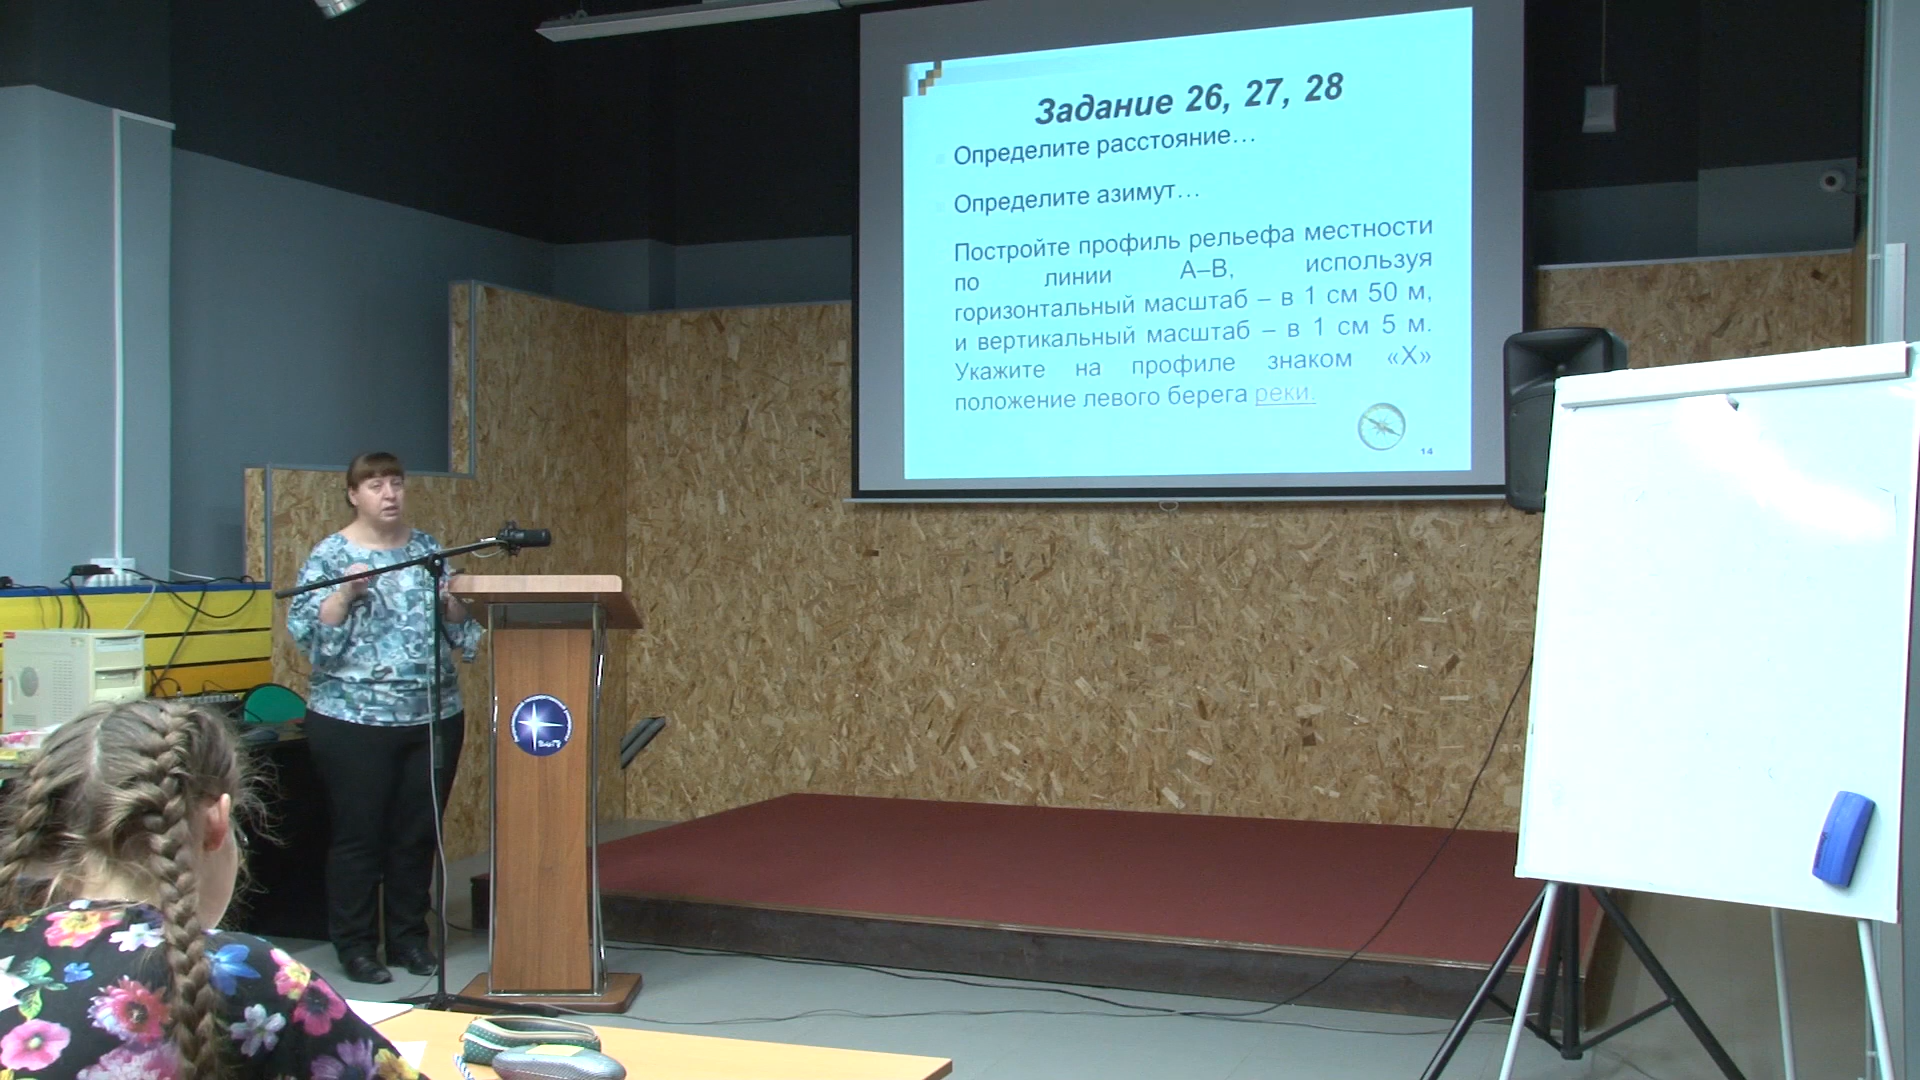 Задание 26, 27, 28
Определите расстояние…
Определите азимут…
Постройте профиль рельефа местности
по линии А–В, используя
горизонтальный масштаб – в 1 см 50 м,
и вертикальный масштаб – в 1 см 5 м.
Укажите на профиле знаком «Х»
положение левого берега реки.
14